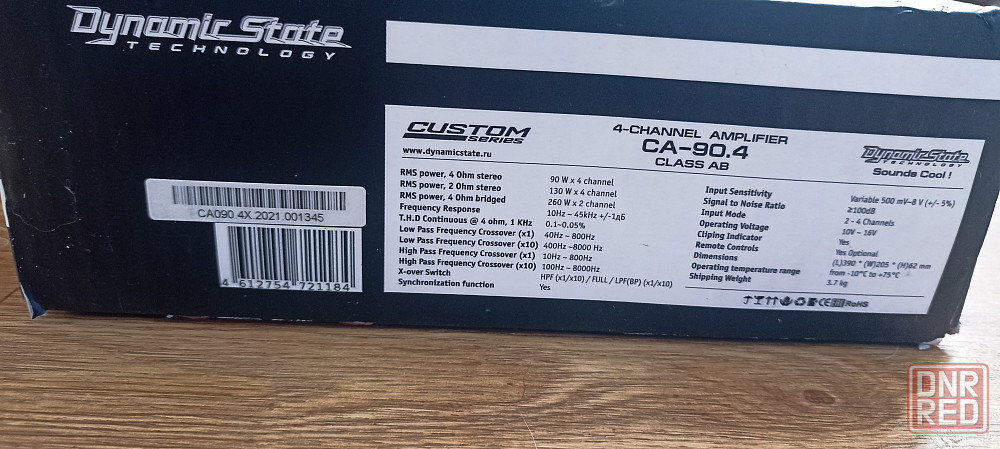 Dynamic State
TECHNOLOGY
CUSTOM
SERIES
www.dynamicstate.ru
4-CHANNEL AMPLIFIER
CA-90.4
CLASS AB
Dynamic State
TECHNOLOGY
Sounds Cool !
RMS power, 4 Ohm stereo 90 W x 4 channel
RMS power, 2 Ohm stereo 130 W x 4 channel
RMS power, 4 Ohm bridged 260 W x 2 channel
Frequency Response 10Hz ~ 45kHz +/-1дб
T.H.D Continuous @ 4 ohm, 1 KHz 0.1~0.05%
Low Pass Frequency Crossover (x1) 40Hz ~ 800Hz
Low Pass Frequency Crossover (x10) 400Hz~8000 Hz
High Pass Frequency Crossover (x1) 10Hz ~ 800Hz
High Pass Frequency Crossover (x10) 100Hz ~ 8000Hz
X-over Switch HPF (x1/x10) / FULL / LPF(BP) (x1/x10)
Synchronization function Yes
Input Sensitivity Variable 500 mV~8 V (+/- 5%)
Signal to Noise Ratio ≥100dB
Input Mode 2 - 4 Channels
Operating Voltage 10V ~ 16V
Cliping Indicator Yes
Remote Controls Yes Optional
Dimensions (L)390 * (W)205 * (H)62 mm
Operating temperature range from -10°C to +75°C
Shipping Weight 3.7 kg
CE
RoHS
CA090.4X.2021.001345
4 612754 721184
DNR
RED